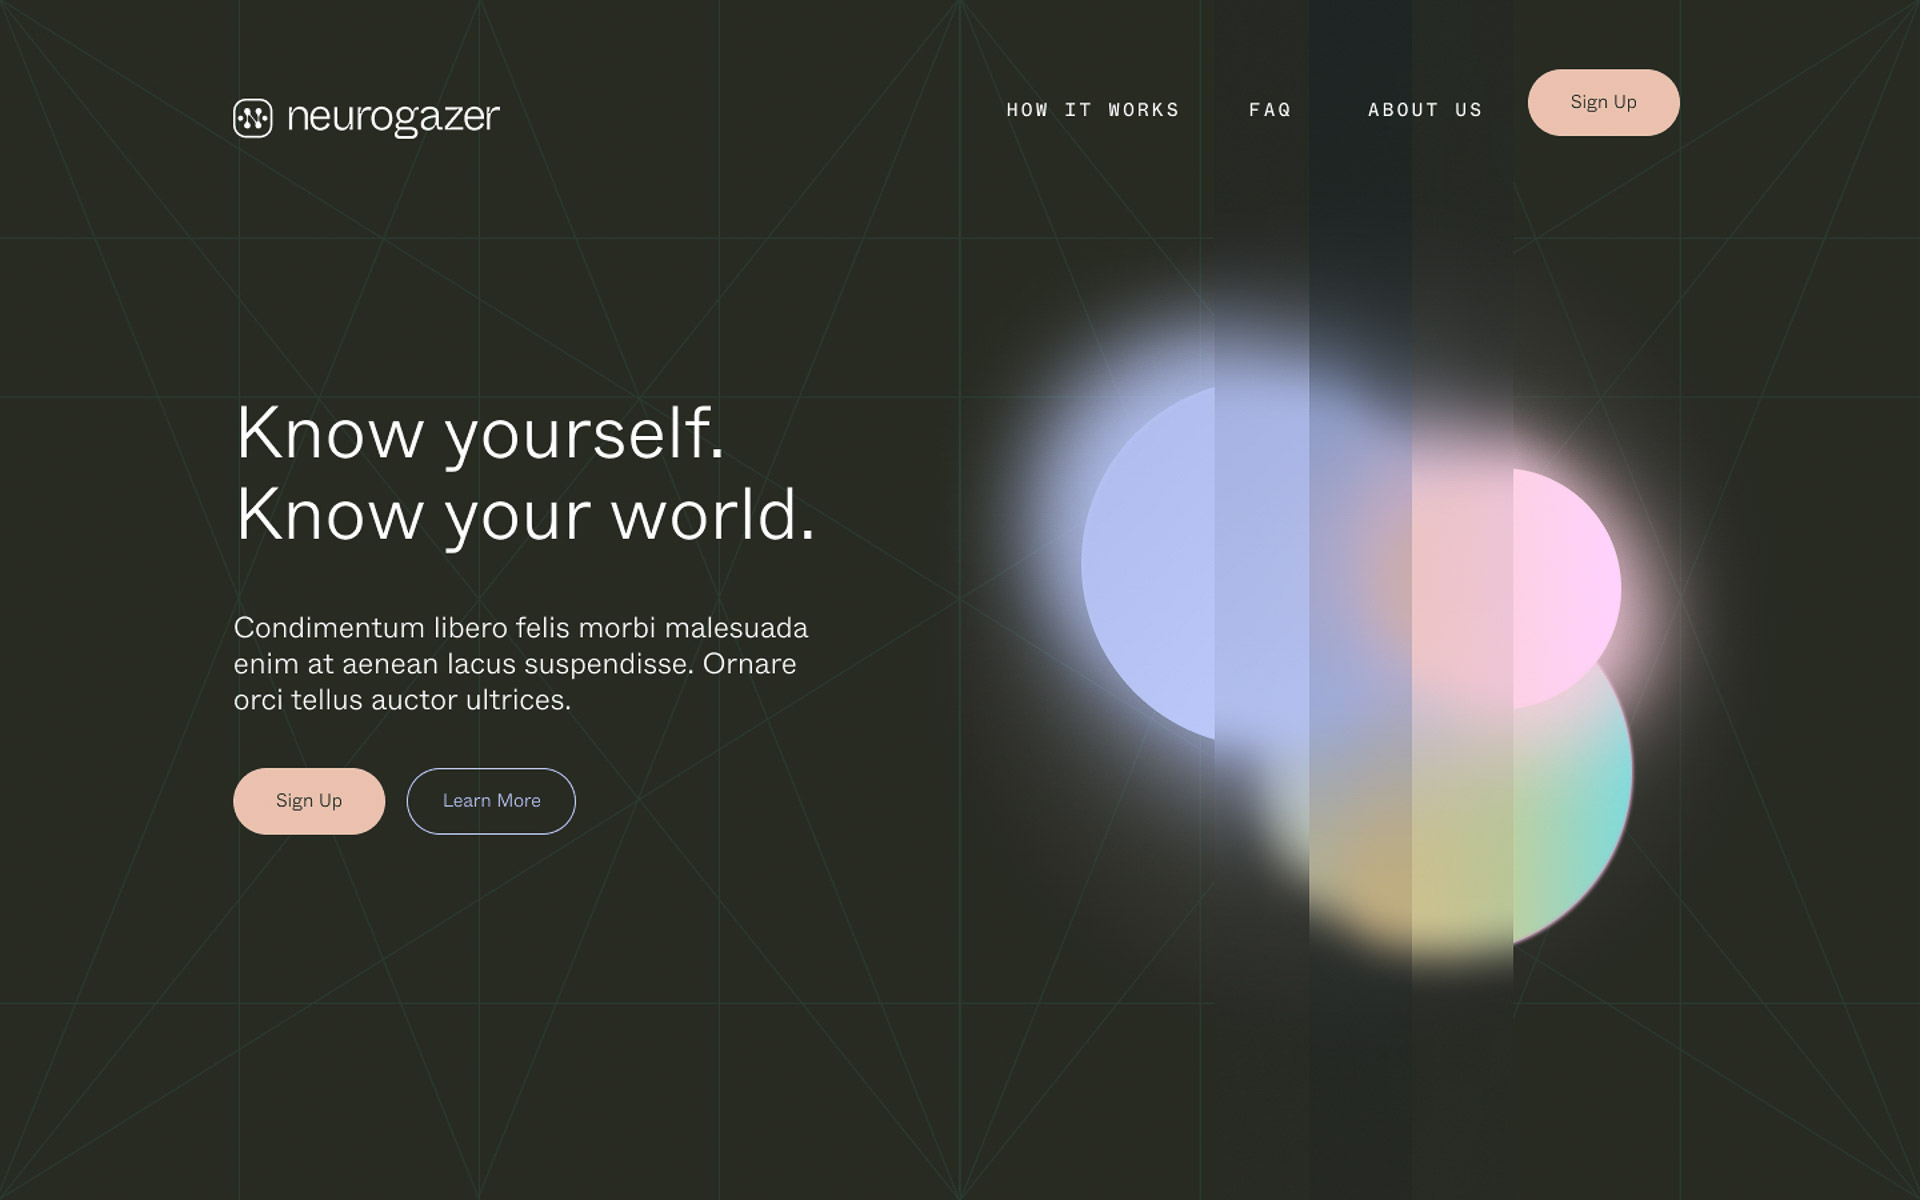 neurogazer
HOW IT WORKS
FAQ
ABOUT US
Sign Up
Know yourself.
Know your world.
Condimentum libero felis morbi malesuada
enim at aenean lacus suspendisse. Ornare
orci tellus auctor ultrices.
Sign Up
Learn More